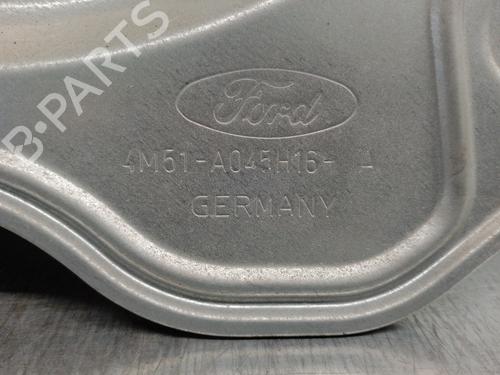 B-PARTS
Ford
4M51-A045H16- A
GERMANY